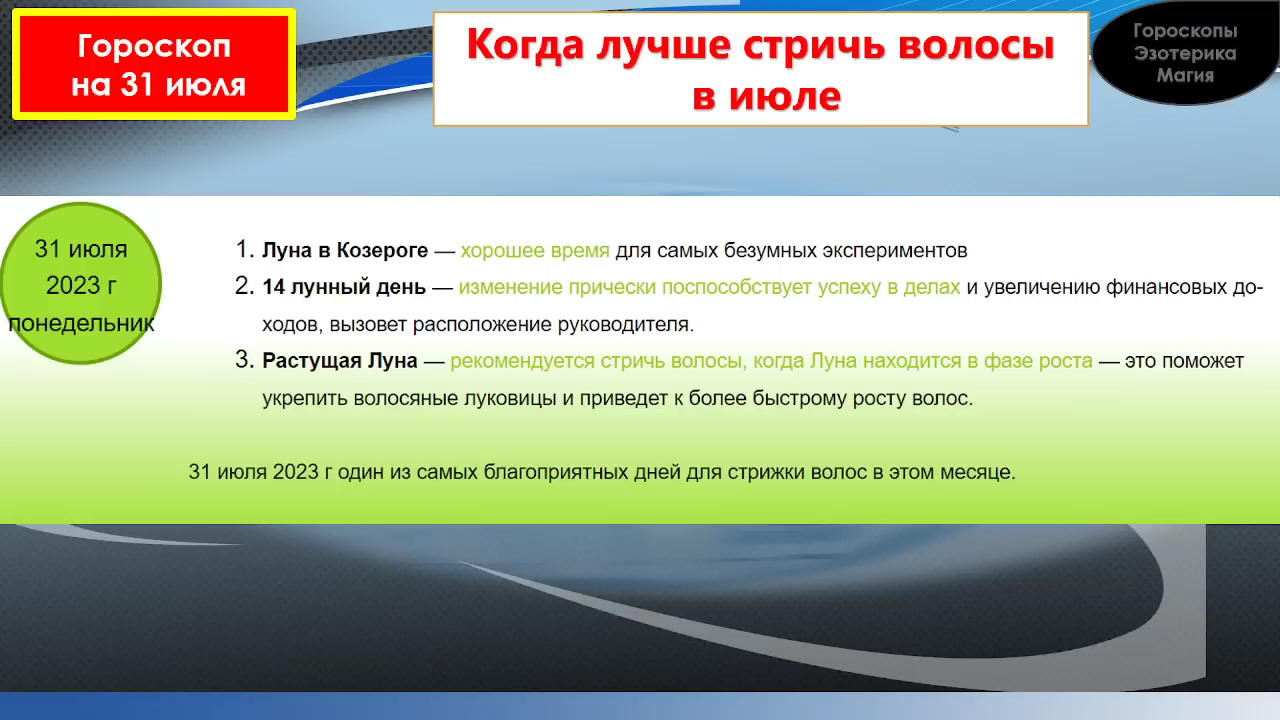 Гороскоп
на 31 июля
Когда лучше стричь волосы
в июле
Гороскопы
Эзотерика
Магия
31 июля
2023 г
понедельник
1. Луна в Козероге — хорошее время для самых безумных экспериментов
2. 14 лунный день — изменение прически поспособствует успеху в делах и увеличению финансовых до-
ходов, вызовет расположение руководителя.
3. Растущая Луна — рекомендуется стричь волосы, когда Луна находится в фазе роста — это поможет
укрепить волосяные луковицы и приведет к более быстрому росту волос.
31 июля 2023 г один из самых благоприятных дней для стрижки волос в этом месяце.